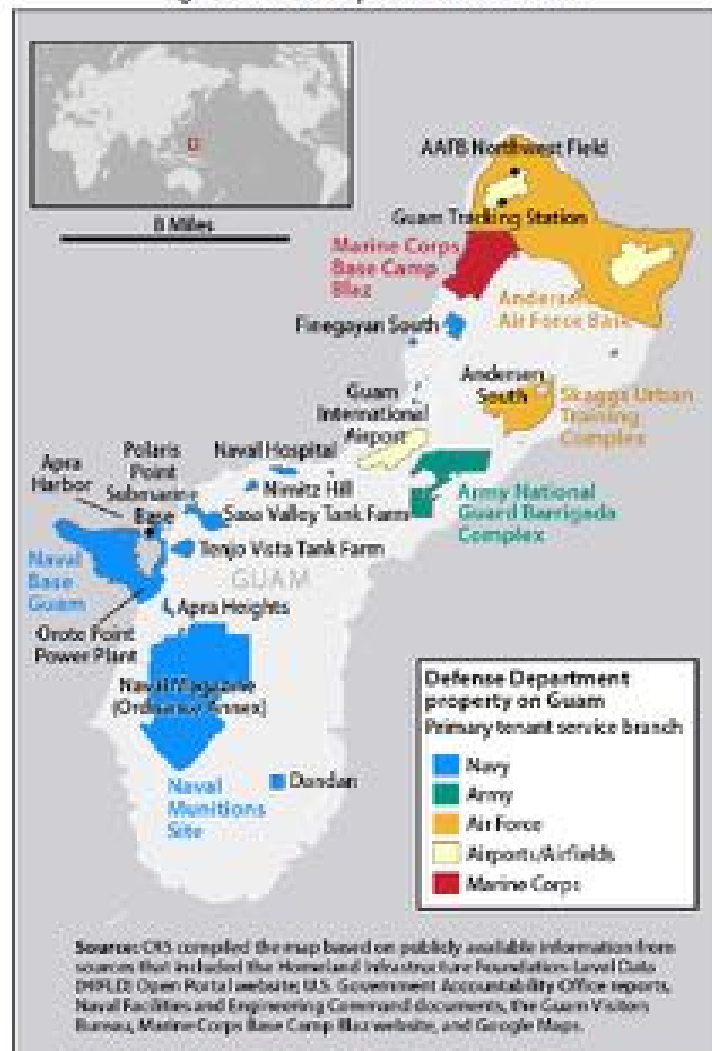 8 Miles
AAFB Northwest Field
Guam Tracking Station
Marine Corps
Base Camp
Blaz
Andersen
Air Force Base
Finegayan South
Andersen
South
Skaggs Urban
Training
Complex
Guam
International
Airport
Naval Hospital
Nimitz Hill
Polaris
Point
Submarine
Base
Apra
Harbor
Sasa Valley Tank Farm
Army National
Guard Barrigada
Complex
Tenjo Vista Tank Farm
Naval
Base
Guam
GUAM
Apra Heights
Orote Point
Power Plant
Naval Magazine
(Ordnance Annex)
Naval
Munitions
Site
Dandan
Defense Department
property on Guam
Primary tenant service branch
Navy
Army
Air Force
Airports/Airfields
Marine Corps
Source: CRS compiled the map based on publicly available information from
sources that included the Homeland Infrastructure Foundation-Level Data
(HIFLD) Open Portal website; U.S. Government Accountability Office reports,
Naval Facilities and Engineering Command documents, the Guam Visitors
Bureau, Marine Corps Base Camp Blaz website, and Google Maps.